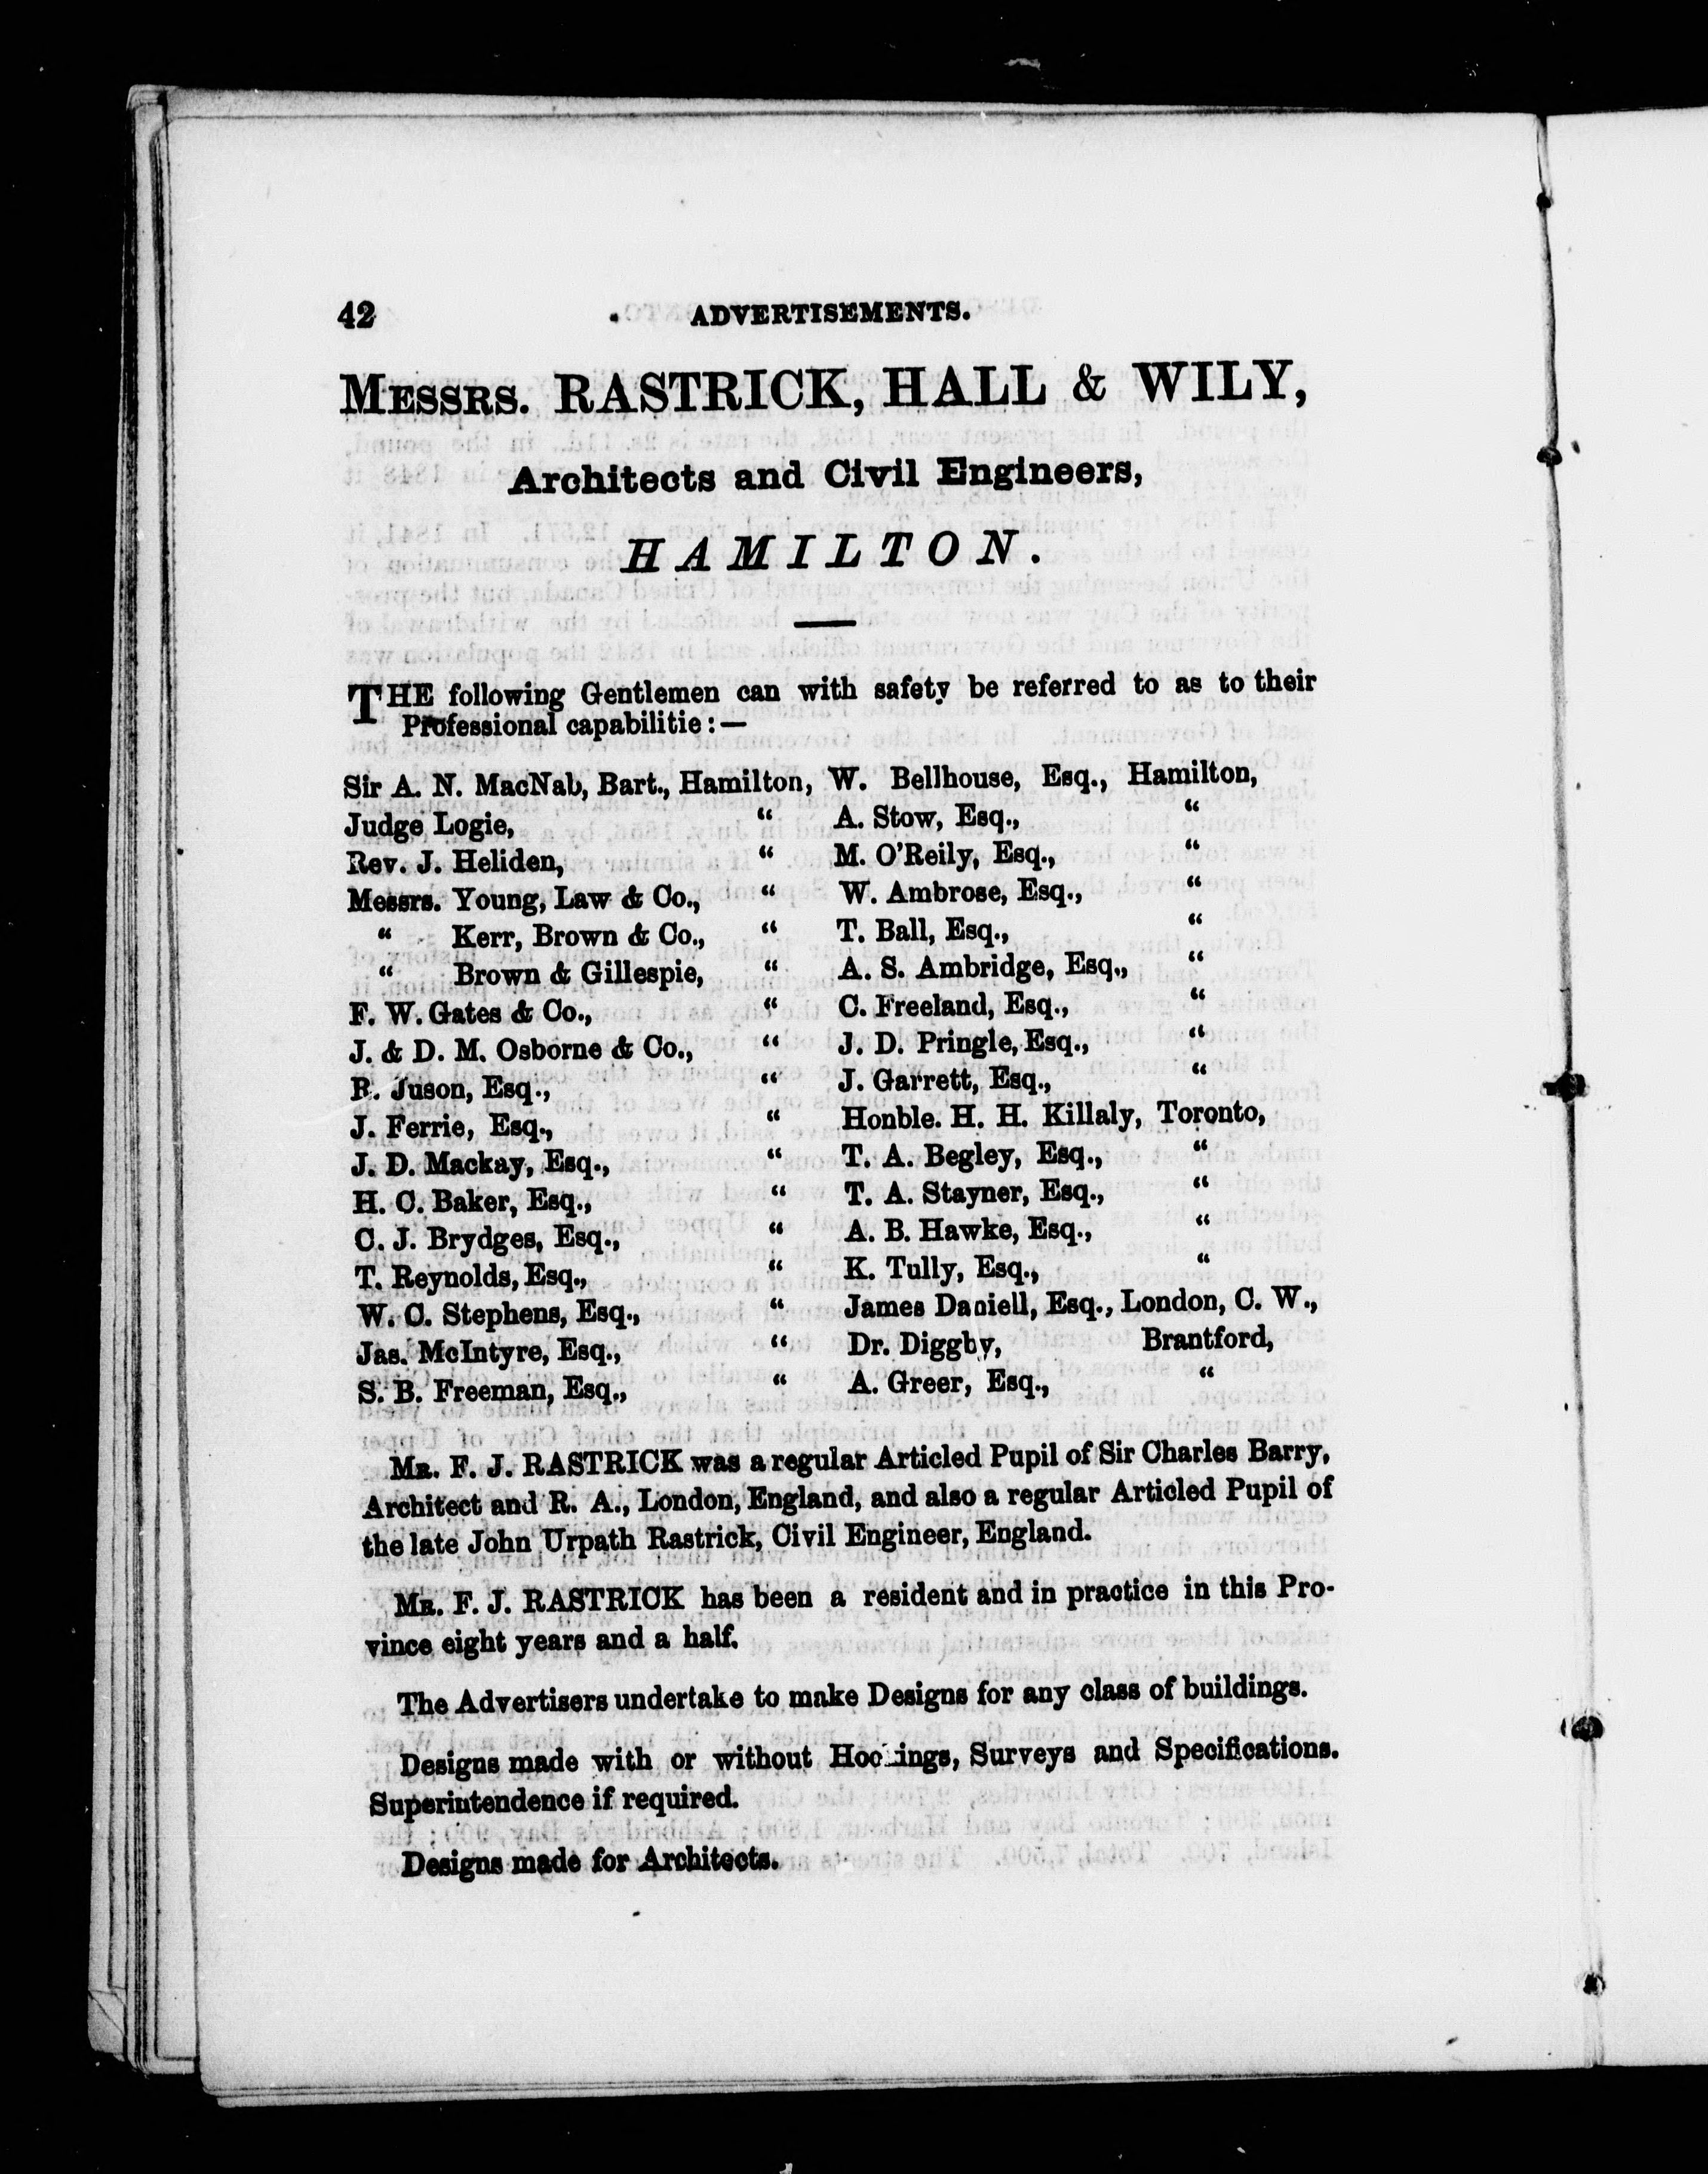 42 ADVERTISEMENTS.
MESSRS. RASTRICK, HALL & WILY,
Architects and Civil Engineers,
HAMILTON.
THE following Gentlemen can with safety be referred to as to their
Professional capabilitie:—
Sir A. N. MacNab, Bart., Hamilton, W. Bellhouse, Esq., Hamilton,
Judge Logie, “ A. Stow, Esq., “
Rev. J. Heliden, “ M. O'Reily, Esq., “
Messrs. Young, Law & Co., “ W. Ambrose, Esq., “
“ Kerr, Brown & Co., “ T. Ball, Esq., “
“ Brown & Gillespie, “ A. S. Ambridge, Esq., “
F. W. Gates & Co., “ C. Freeland, Esq., “
J. & D. M. Osborne & Co., “ J. D. Pringle, Esq., “
R. Juson, Esq., “ J. Garrett, Esq., “
J. Ferrie, Esq., “ Honble. H. H. Killaly, Toronto,
J. D. Mackay, Esq., “ T. A. Begley, Esq., “
H. C. Baker, Esq., “ T. A. Stayner, Esq., “
C. J. Brydges, Esq., “ A. B. Hawke, Esq., “
T. Reynolds, Esq., “ K. Tully, Esq., “
W. C. Stephens, Esq., “ James Daniell, Esq., London, C. W.,
Jas. McIntyre, Esq., “ Dr. Diggby, Brantford,
S. B. Freeman, Esq., “ A. Greer, Esq., “
MR. F. J. RASTRICK was a regular Articled Pupil of Sir Charles Barry,
Architect and R. A., London, England, and also a regular Articled Pupil of
the late John Urpath Rastrick, Civil Engineer, England.
MR. F. J. RASTRICK has been a resident and in practice in this Pro-
vince eight years and a half.
The Advertisers undertake to make Designs for any class of buildings.
Designs made with or without Surveys and Specifications.
Superintendence if required.
Designs made for Architects.